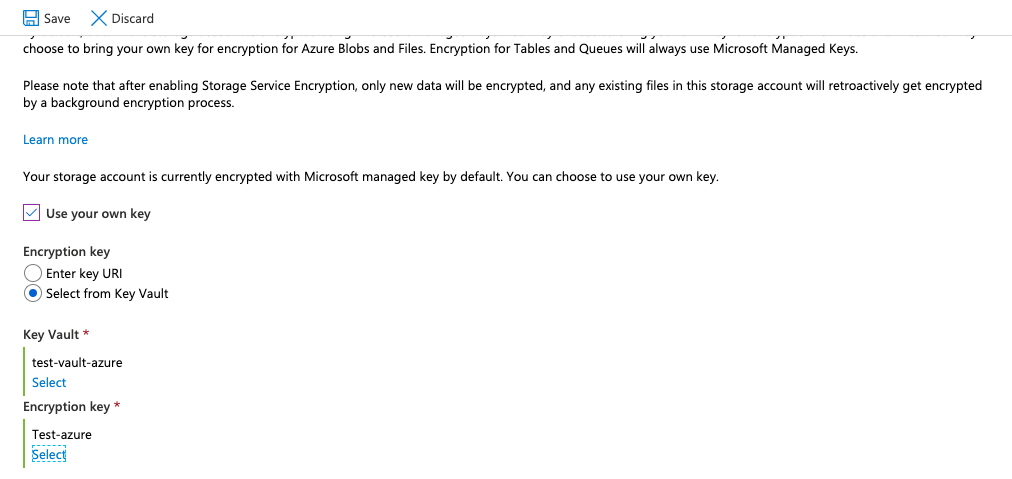 Save Discard
choose to bring your own key for encryption for Azure Blobs and Files. Encryption for Tables and Queues will always use Microsoft Managed Keys.
Please note that after enabling Storage Service Encryption, only new data will be encrypted, and any existing files in this storage account will retroactively get encrypted
by a background encryption process.
Learn more
Your storage account is currently encrypted with Microsoft managed key by default. You can choose to use your own key.
Use your own key
Encryption key
Enter key URI
Select from Key Vault
Key Vault *
test-vault-azure
Select
Encryption key *
Test-azure
Select